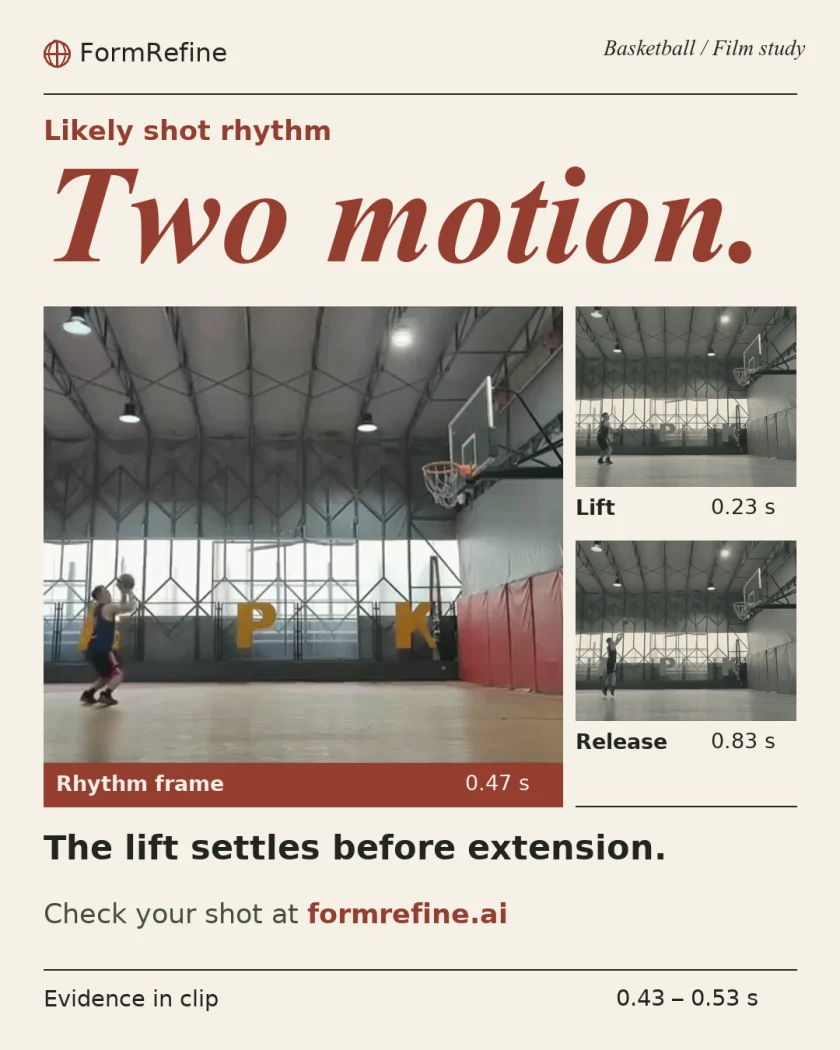 FormRefine
Basketball / Film study
Likely shot rhythm
Two motion.
P K
P K
Lift 0.23 s
P K
Release 0.83 s
Rhythm frame 0.47 s
The lift settles before extension.
Check your shot at formrefine.ai
Evidence in clip 0.43 – 0.53 s